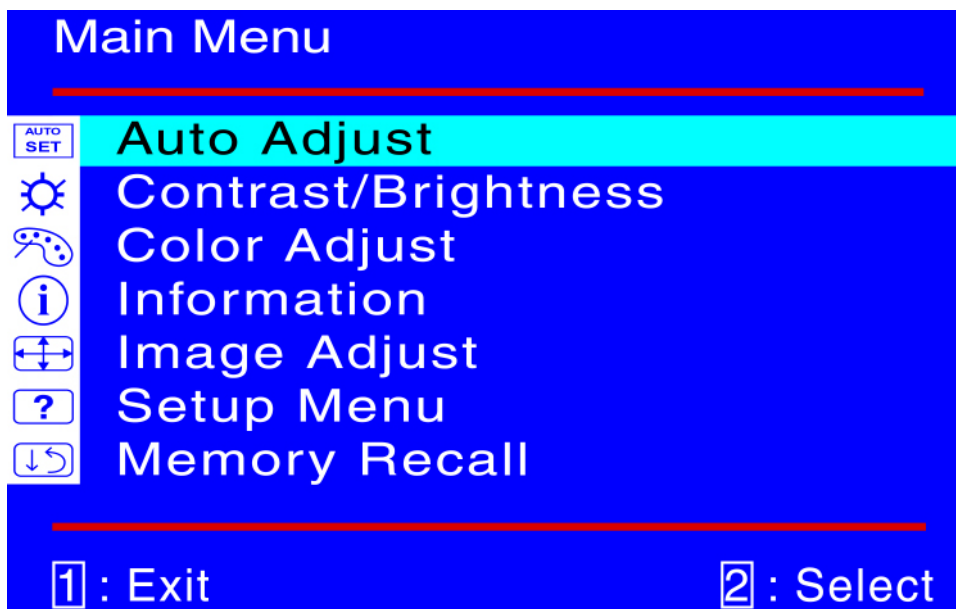 Main Menu
AUTO SET
Auto Adjust
Contrast/Brightness
Color Adjust
i
Information
Image Adjust
?
Setup Menu
Memory Recall
1 : Exit
2 : Select